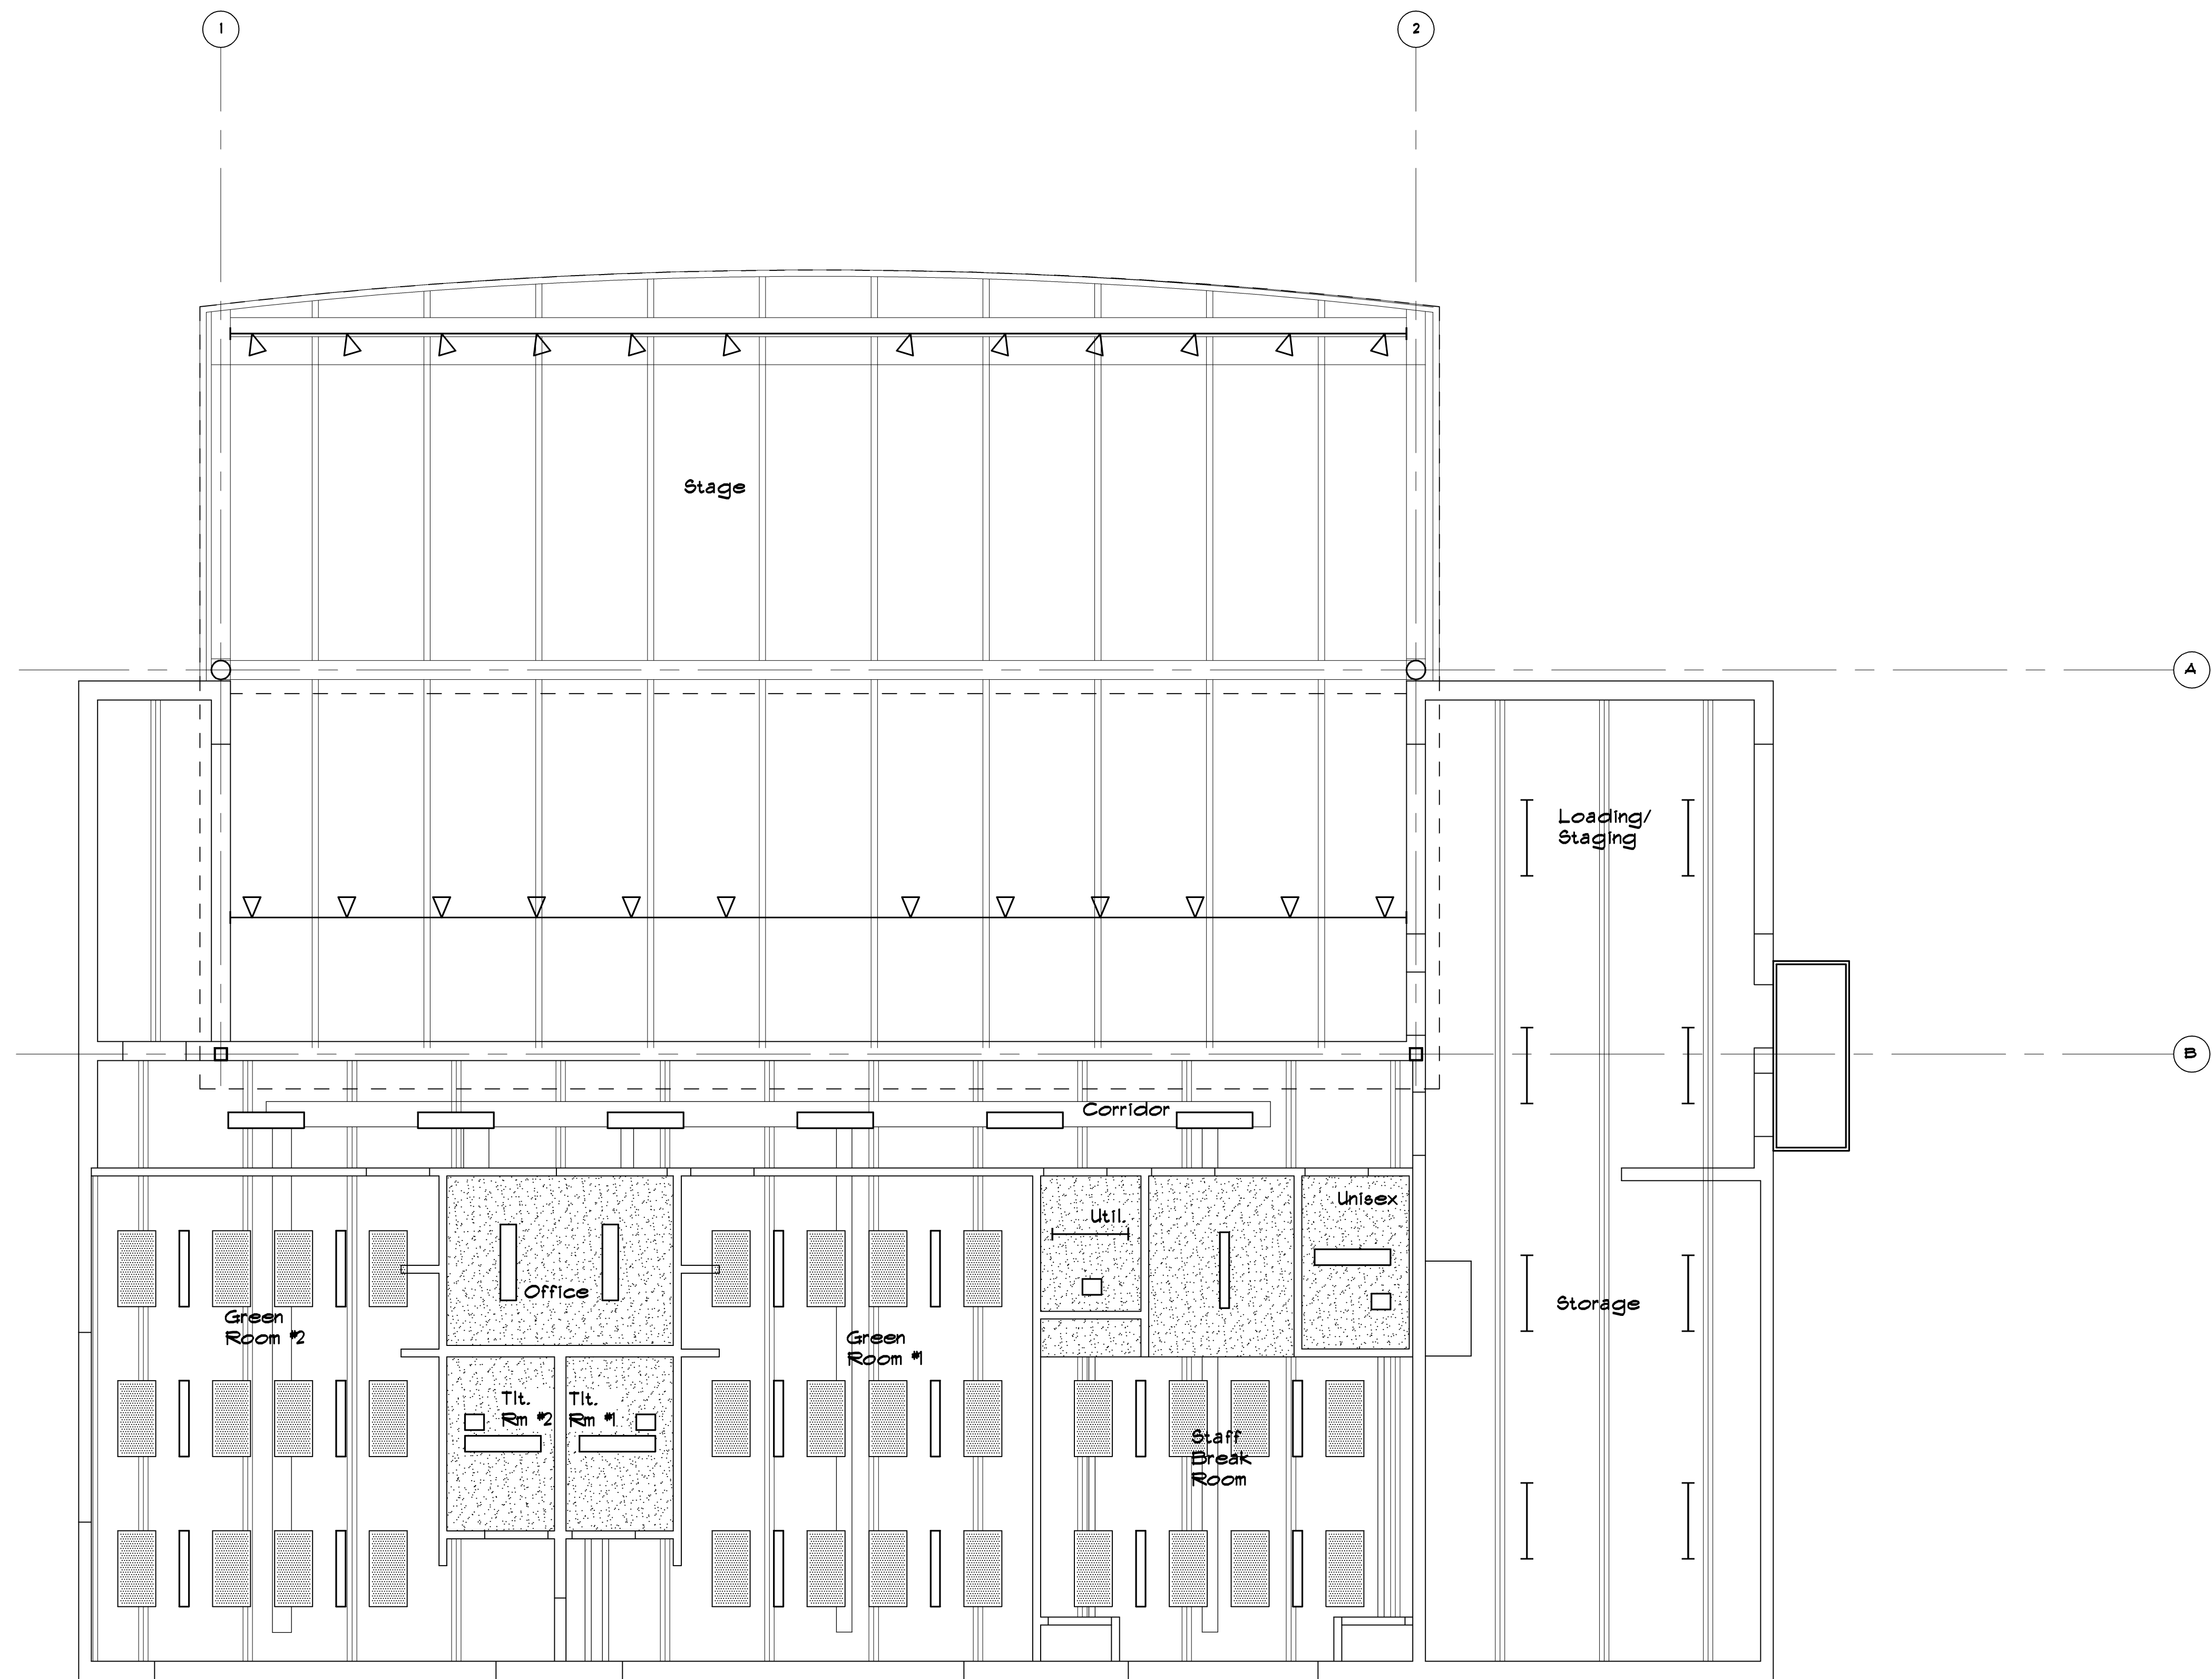 1
2
Stage
A
Loading/
Staging
B
Corridor
Unisex
Util.
Office
Storage
Green
Room #2
Green
Room #1
Tlt.
Rm #2
Tlt.
Rm #1
Staff
Break
Room